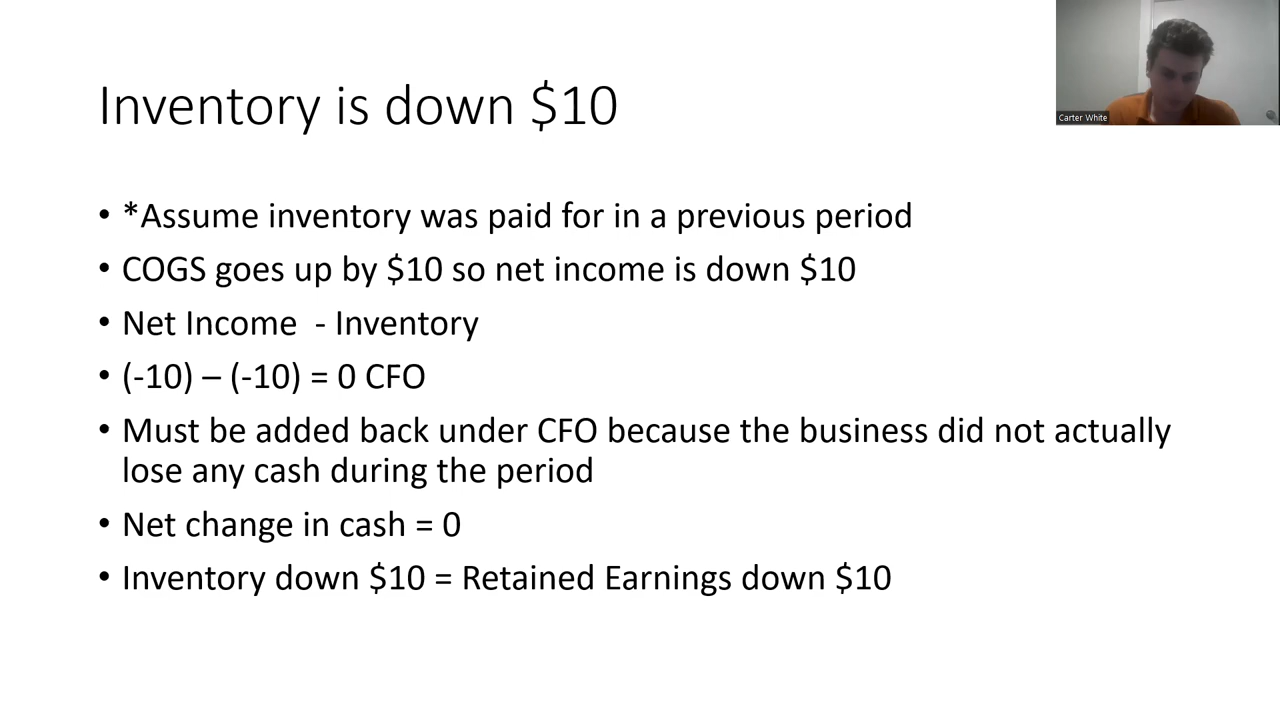 Inventory is down $10
Carter White
• *Assume inventory was paid for in a previous period
• COGS goes up by $10 so net income is down $10
• Net Income  - Inventory
• (-10) – (-10) = 0 CFO
• Must be added back under CFO because the business did not actually
lose any cash during the period
• Net change in cash = 0
• Inventory down $10 = Retained Earnings down $10